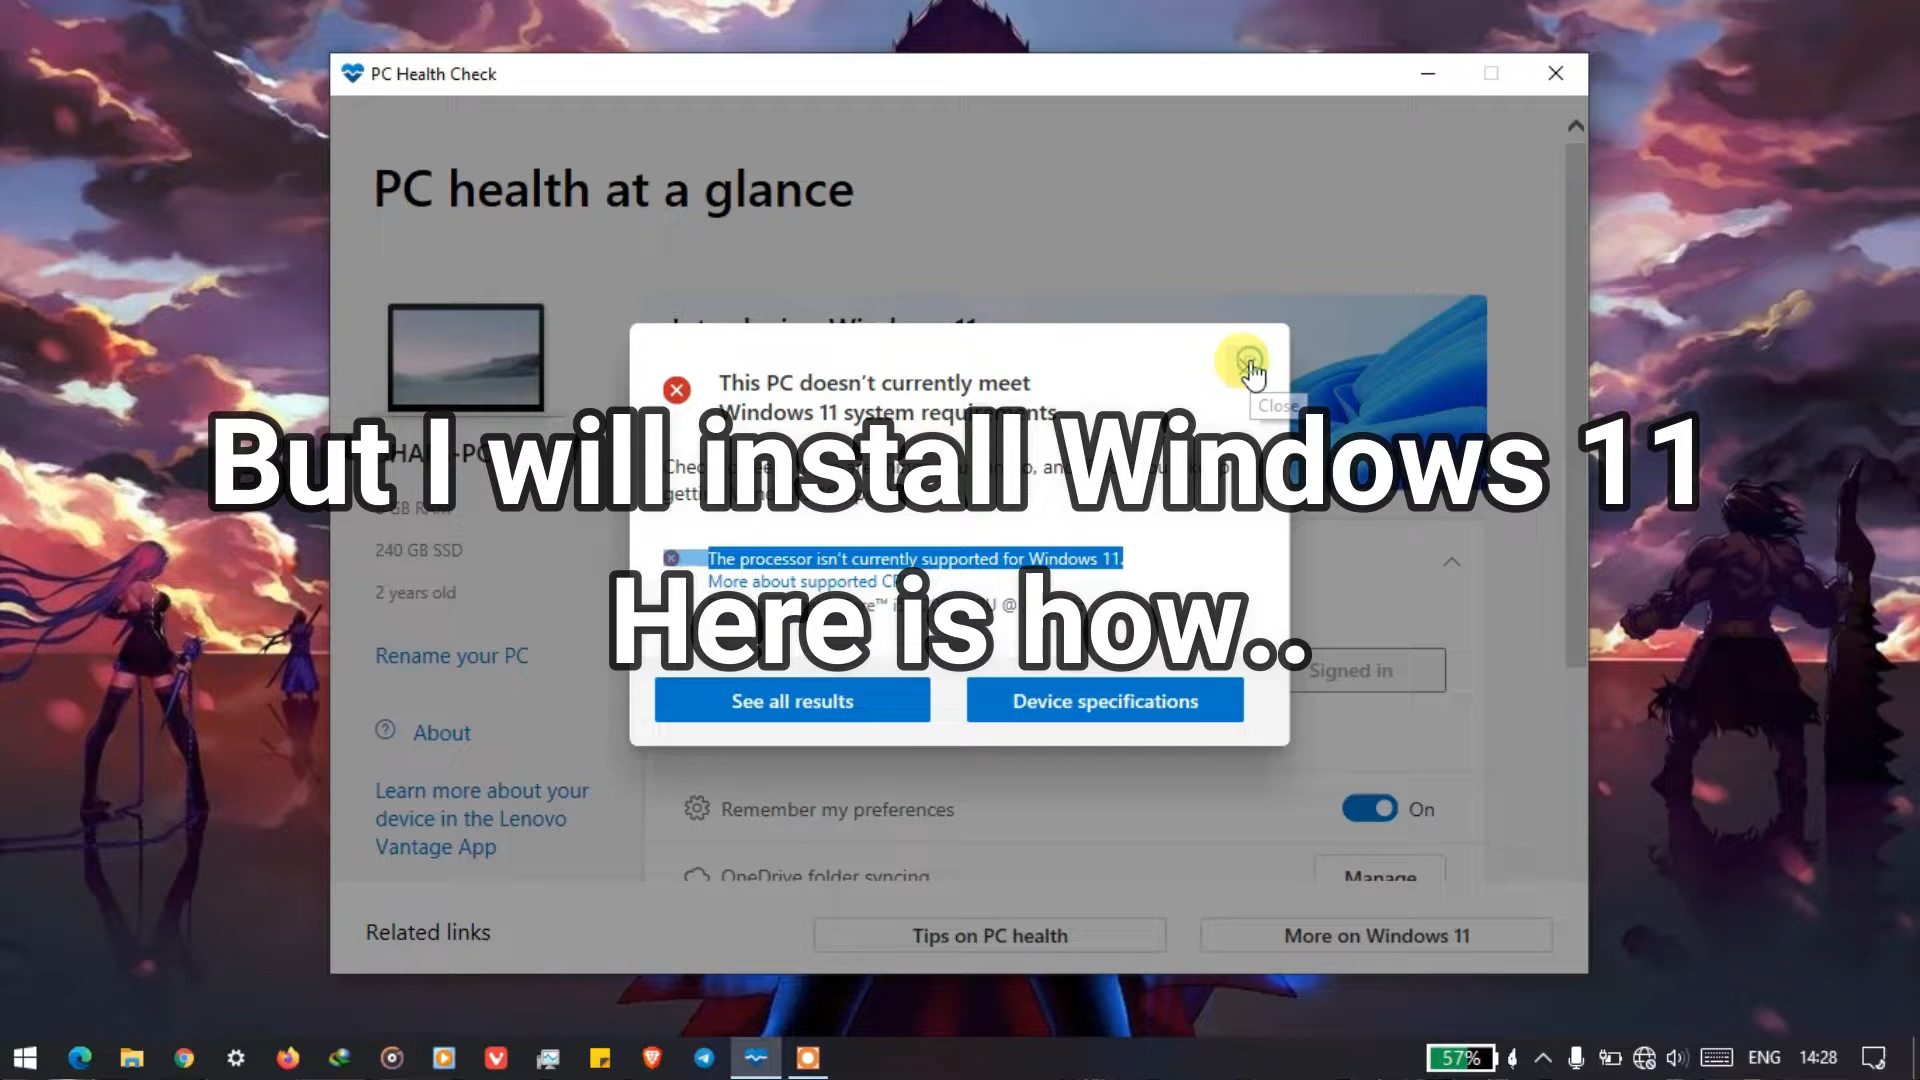 PC Health Check
PC health at a glance
This PC doesn't currently meet
Windows 11 system requirements
Close
But I will install Windows 11
240 GB SSD
The processor isn't currently supported for Windows 11.
More about supported
2 years old
Here is how..
Rename your PC
Signed in
See all results
Device specifications
About
Learn more about your
device in the Lenovo
Vantage App
Remember my preferences
On
OneDrive folder syncing
Manage
Related links
Tips on PC health
More on Windows 11
57%
ENG
14:28